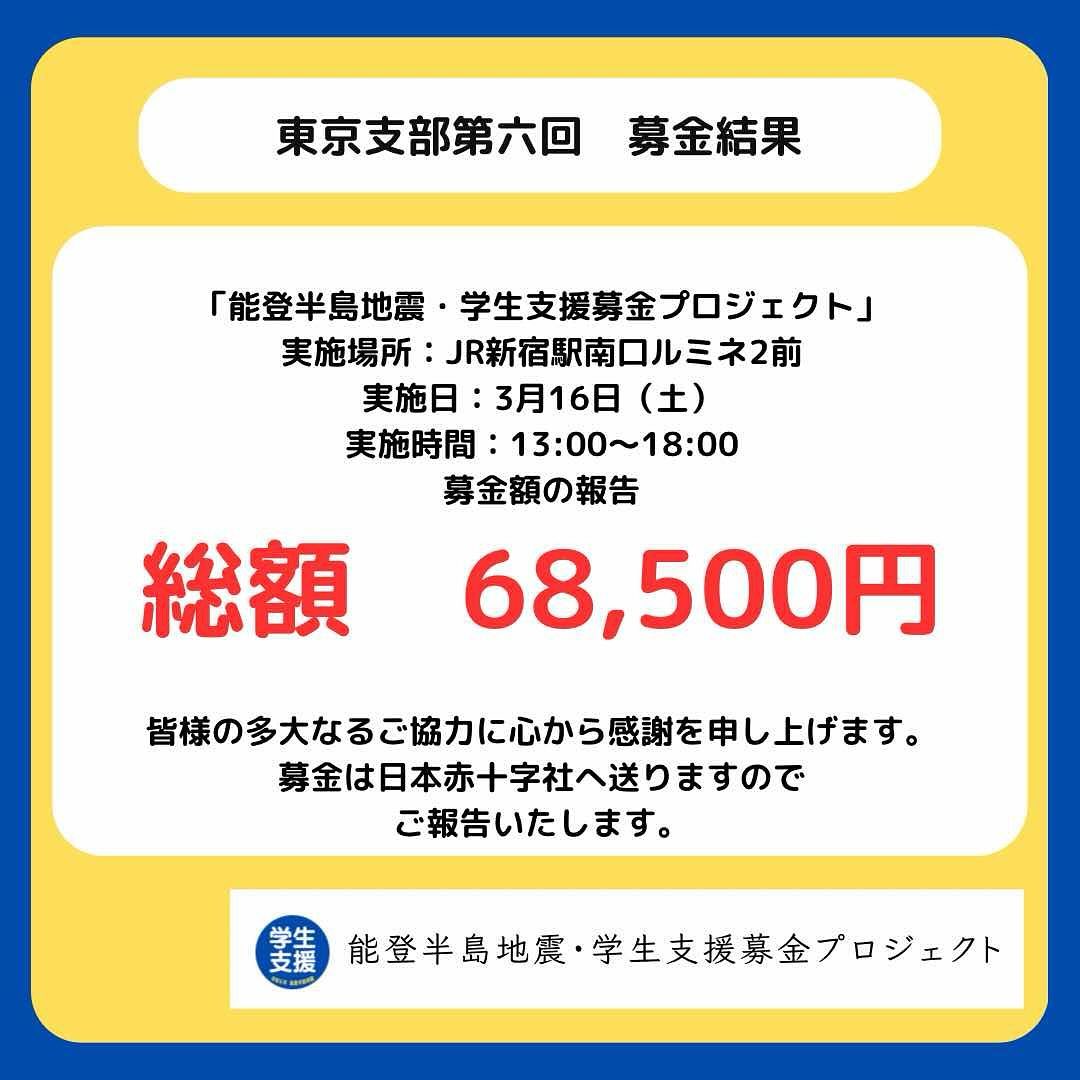 東京支部第六回　募金結果
「能登半島地震・学生支援募金プロジェクト」
実施場所：JR新宿駅南口ルミネ2前
実施日：3月16日（土）
実施時間：13:00〜18:00
募金額の報告
総額　68,500円
皆様の多大なるご協力に心から感謝を申し上げます。
募金は日本赤十字社へ送りますので
ご報告いたします。
学生
支援
能登半島地震・学生支援募金プロジェクト